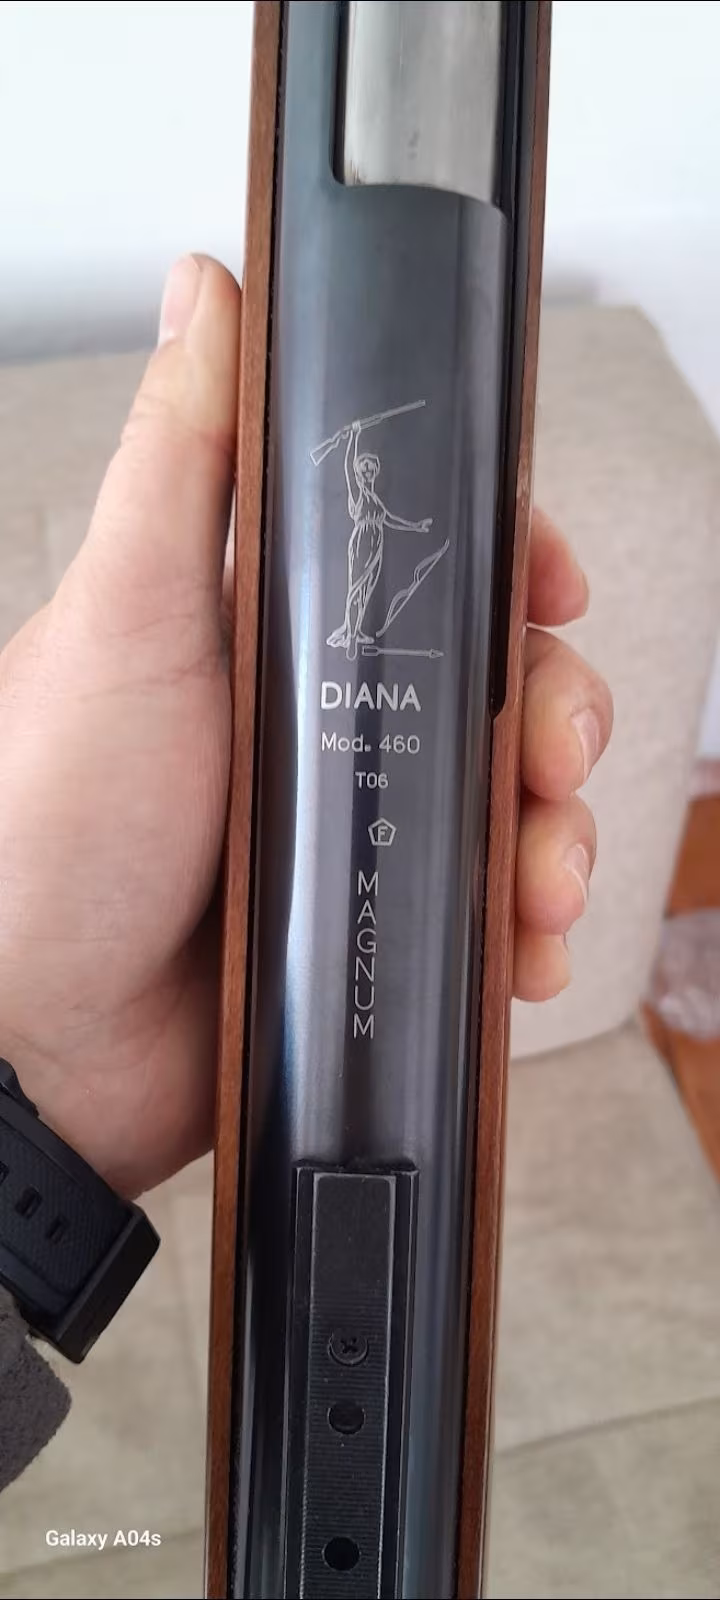 DIANA
Mod. 460
T06
F
MAGNUM
Galaxy A04s